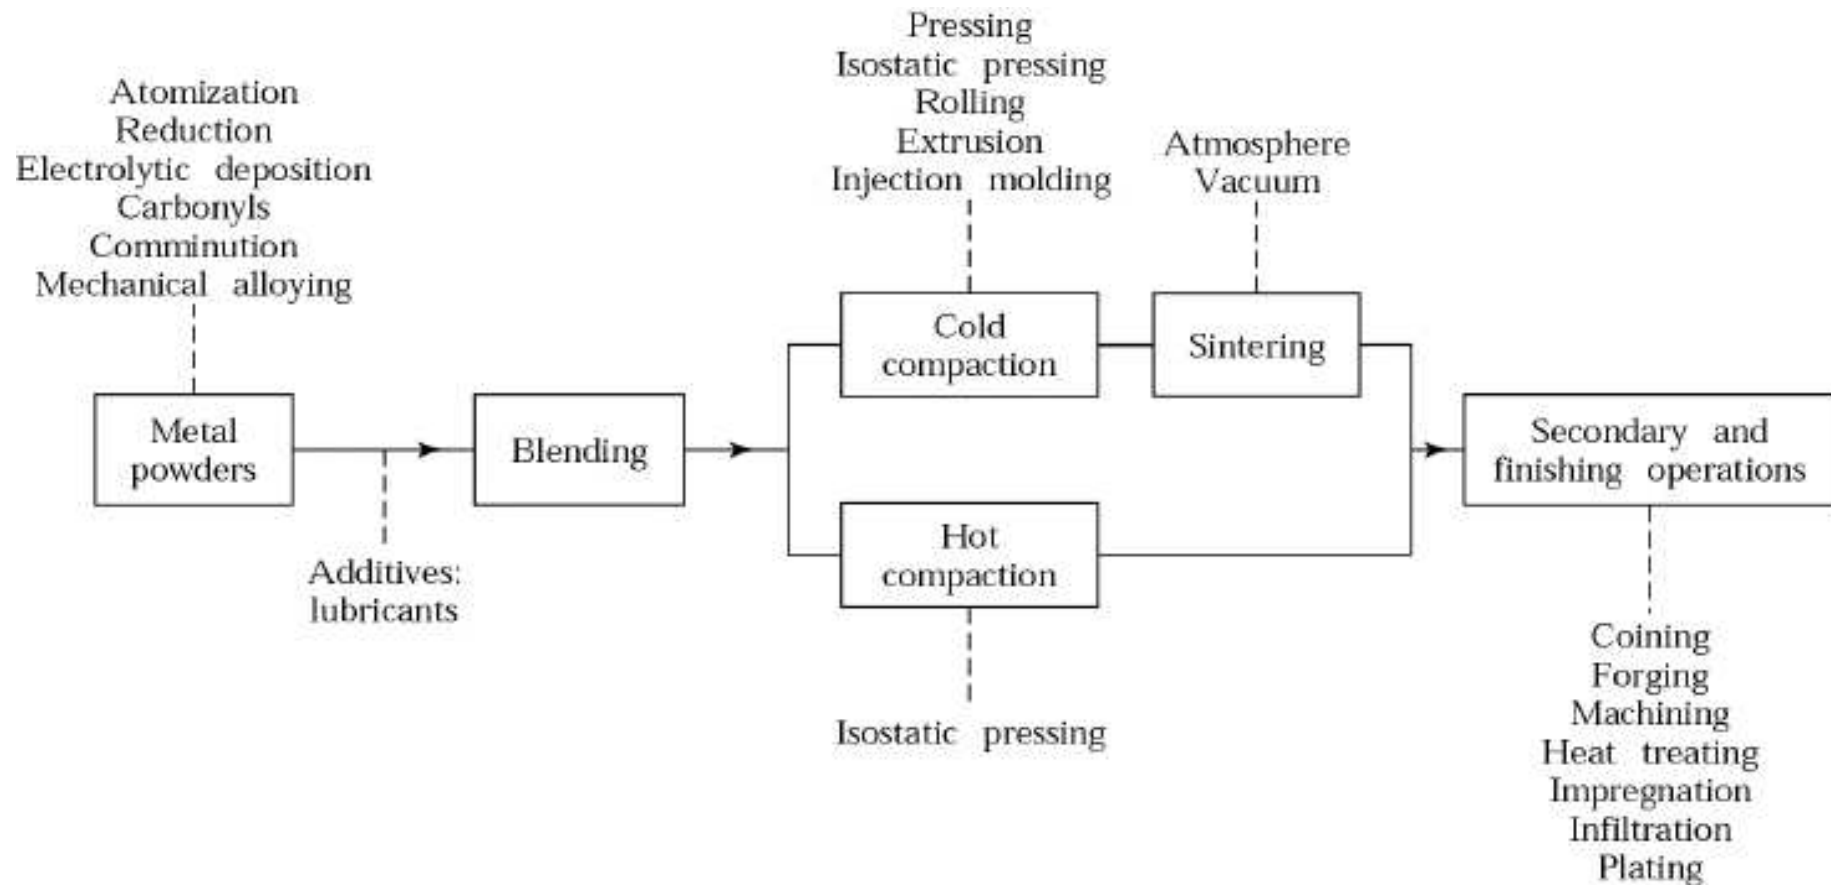 Atomization
Reduction
Electrolytic deposition
Carbonyls
Comminution
Mechanical alloying
Metal
powders
Additives:
lubricants
Blending
Pressing
Isostatic pressing
Rolling
Extrusion
Injection molding
Cold
compaction
Atmosphere
Vacuum
Sintering
Hot
compaction
Isostatic pressing
Secondary and
finishing operations
Coining
Forging
Machining
Heat treating
Impregnation
Infiltration
Plating